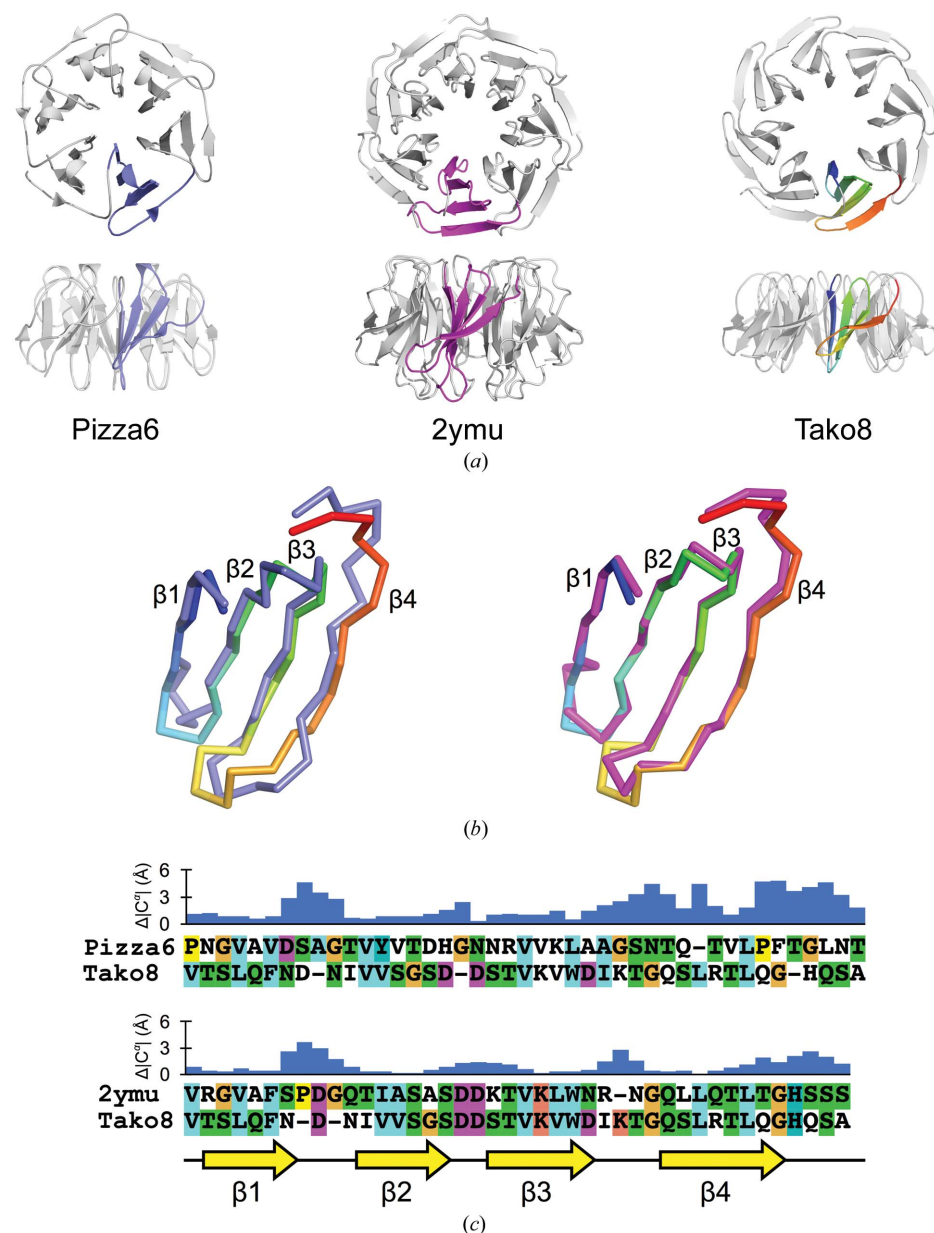 (a)
Pizza6
2ymu
Tako8
(b)
β1
β2
β3
β4
β1
β2
β3
β4
(c)
Δ|Cα| (Å)
6
3
0
Pizza6 PNGVAVDSAGTVYVTDHGNNRVVKLAAGSNTQ-TVLPFTGLNT
Tako8 VTSLQFND-NIVVSGSD-DSTVKVWDIKTGQSLRTLQG-HQSA
Δ|Cα| (Å)
6
3
0
2ymu VRGVAFSPDGQTIASASDDKTVKLWNR-NGQLLQTLTGHSSS
Tako8 VTSLQFN-D-NIVVSGSDDSTVKVWDIKTGQSLRTLQGHQSA
β1
β2
β3
β4